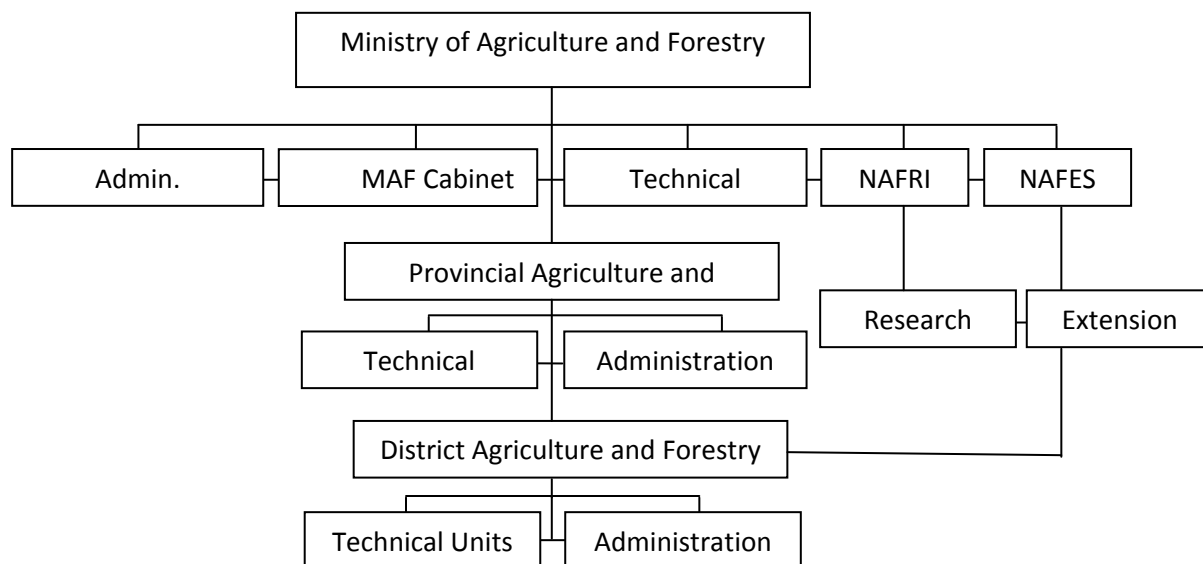 Ministry of Agriculture and Forestry
Admin.
MAF Cabinet
Technical
NAFRI
NAFES
Provincial Agriculture and
Research
Extension
Technical
Administration
District Agriculture and Forestry
Technical Units
Administration